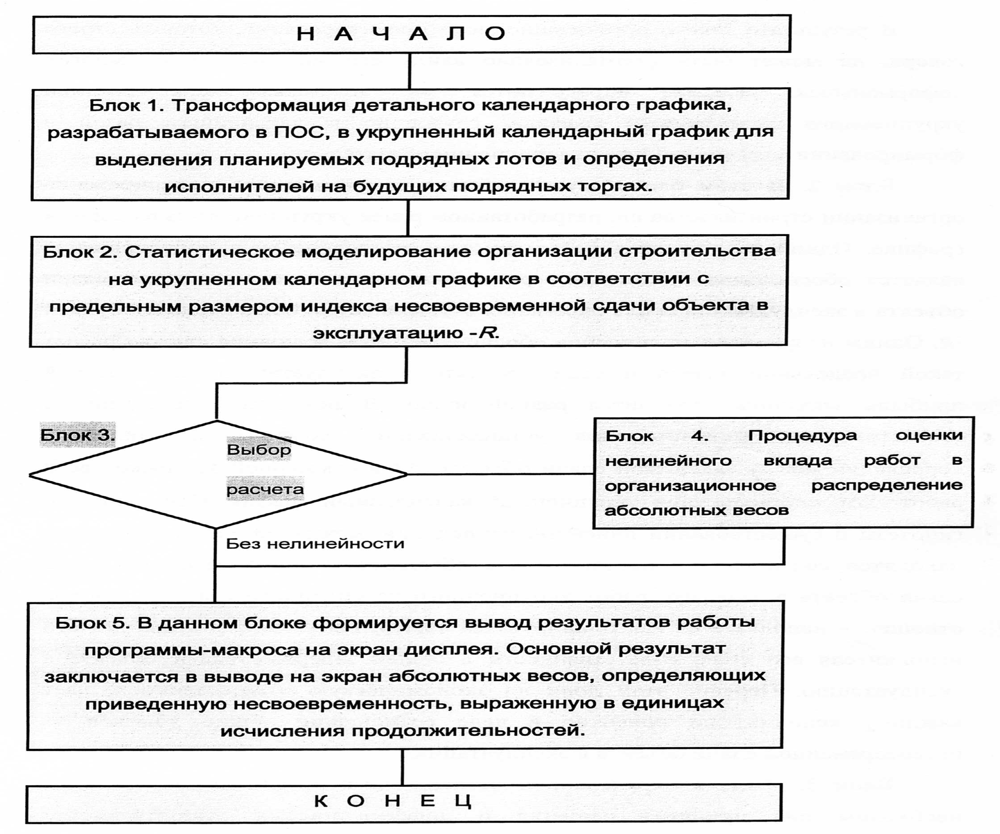 НАЧАЛО
Блок 1. Трансформация детального календарного графика,
разрабатываемого в ПОС, в укрупненный календарный график для
выделения планируемых подрядных лотов и определения
исполнителей на будущих подрядных торгах.
Блок 2. Статистическое моделирование организации строительства
на укрупненном календарном графике в соответствии с
предельным размером индекса несвоевременной сдачи объекта в
эксплуатацию -R.
Блок 3.
Выбор
расчета
Блок 4. Процедура оценки
нелинейного вклада работ в
организационное распределение
абсолютных весов
Без нелинейности
Блок 5. В данном блоке формируется вывод результатов работы
программы-макроса на экран дисплея. Основной результат
заключается в выводе на экран абсолютных весов, определяющих
приведенную несвоевременность, выраженную в единицах
исчисления продолжительностей.
КОНЕЦ